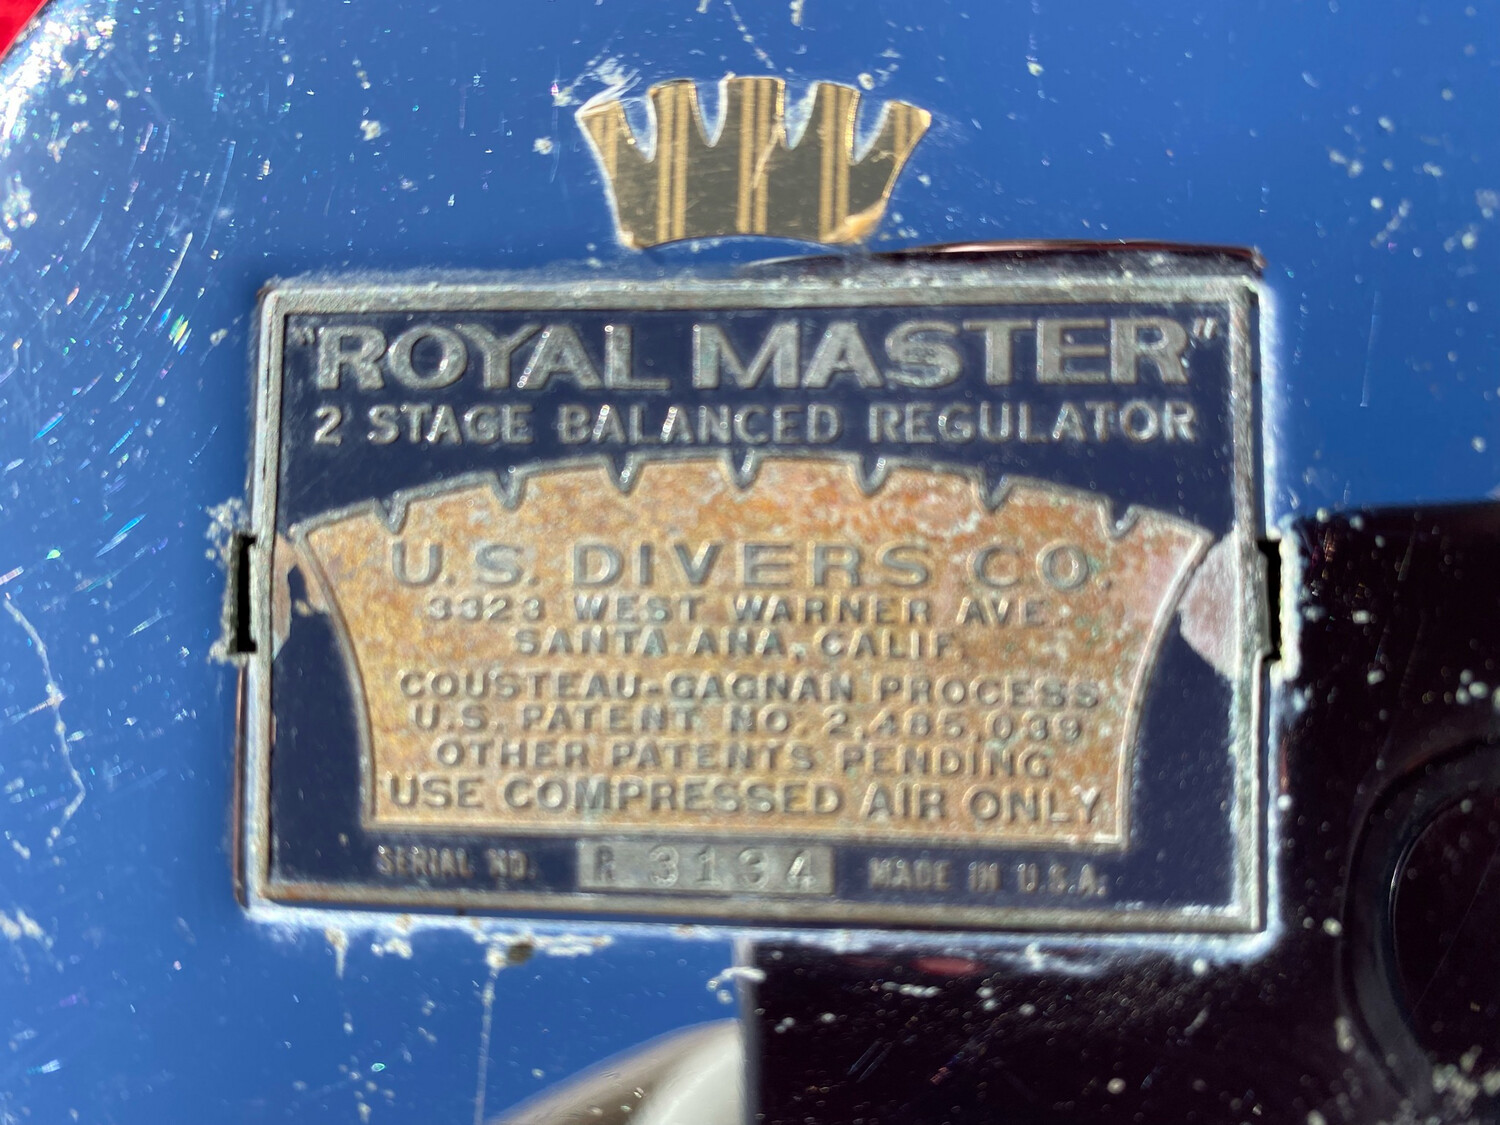 "ROYAL MASTER"
2 STAGE BALANCED REGULATOR
U.S. DIVERS CO.
3323 WEST WARNER AVE
SANTA ANA, CALIF.
COUSTEAU-GAGNAN PROCESS
U.S. PATENT NO. 2,485,039
OTHER PATENTS PENDING
USE COMPRESSED AIR ONLY
SERIAL NO. R 3134 MADE IN U.S.A.